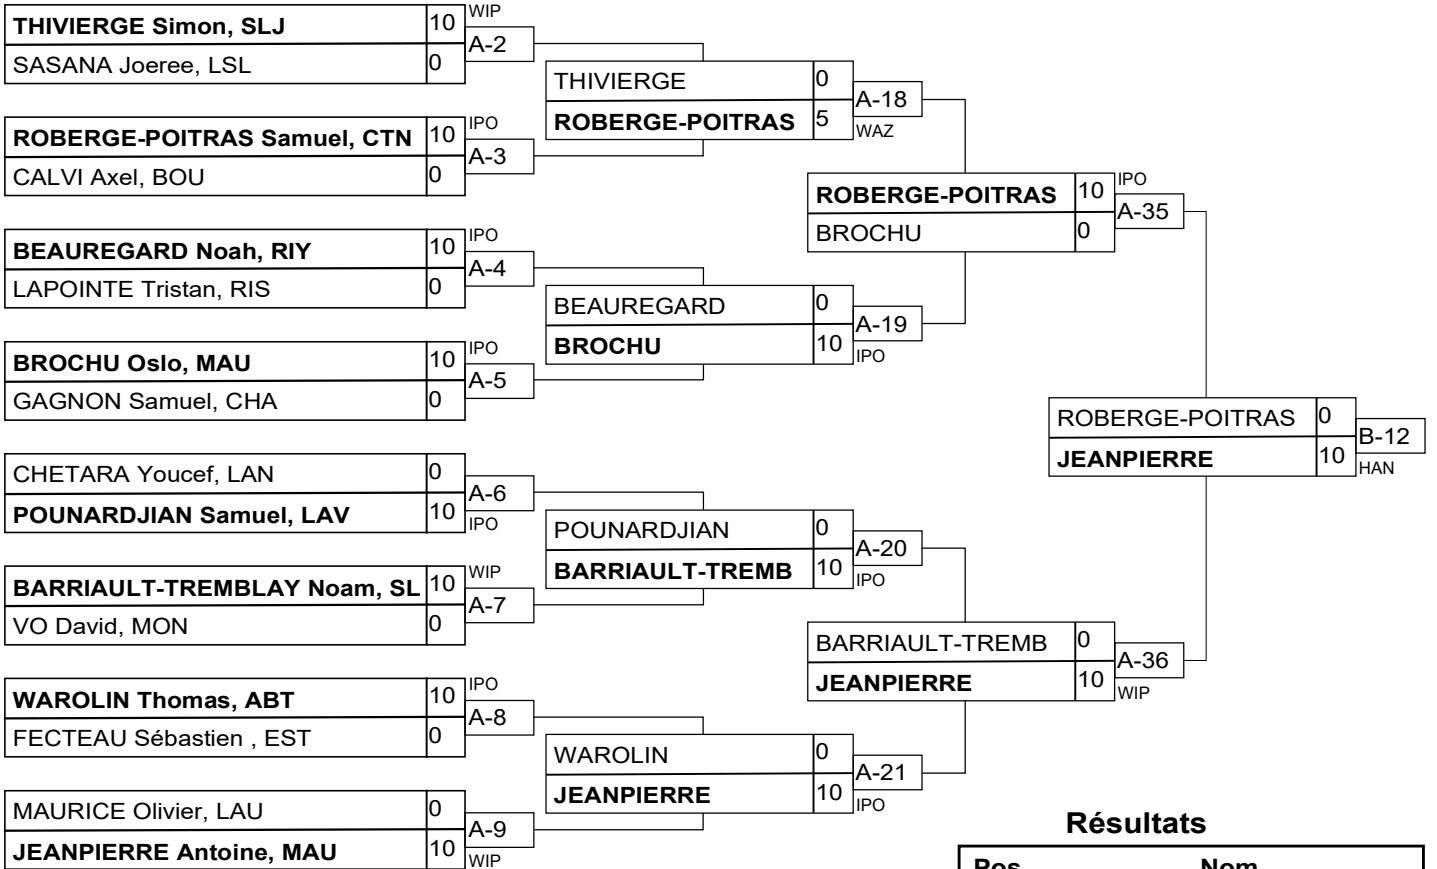 THIVIERGE Simon, SLJ 10 WIP
SASANA Joeree, LSL 0
A-2
ROBERGE-POITRAS Samuel, CTN 10 IPO
CALVI Axel, BOU 0
A-3
BEAUREGARD Noah, RIY 10 IPO
LAPOINTE Tristan, RIS 0
A-4
BROCHU Oslo, MAU 10 IPO
GAGNON Samuel, CHA 0
A-5
CHETARA Youcef, LAN 0
POUNARDJIAN Samuel, LAV 10 IPO
A-6
BARRIAULT-TREMBLAY Noam, SL 10 WIP
VO David, MON 0
A-7
WAROLIN Thomas, ABT 10 IPO
FECTEAU Sébastien , EST 0
A-8
MAURICE Olivier, LAU 0
JEANPIERRE Antoine, MAU 10 WIP
A-9
THIVIERGE 0
ROBERGE-POITRAS 5 WAZ
A-18
BEAUREGARD 0
BROCHU 10 IPO
A-19
POUNARDJIAN 0
BARRIAULT-TREMB 10 IPO
A-20
WAROLIN 0
JEANPIERRE 10 IPO
A-21
ROBERGE-POITRAS 10 IPO
BROCHU 0
A-35
BARRIAULT-TREMB 0
JEANPIERRE 10 WIP
A-36
ROBERGE-POITRAS 0
JEANPIERRE 10 HAN
B-12
Résultats
Pos Nom